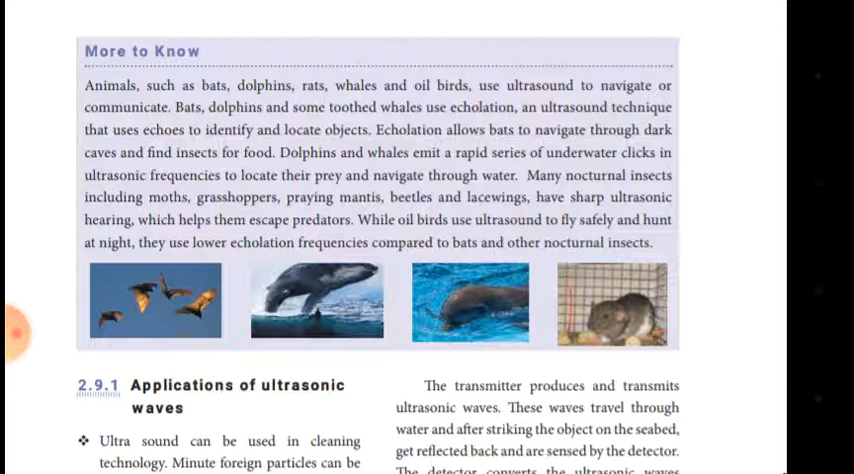 More to Know
Animals, such as bats, dolphins, rats, whales and oil birds, use ultrasound to navigate or
communicate. Bats, dolphins and some toothed whales use echolation, an ultrasound technique
that uses echoes to identify and locate objects. Echolation allows bats to navigate through dark
caves and find insects for food. Dolphins and whales emit a rapid series of underwater clicks in
ultrasonic frequencies to locate their prey and navigate through water. Many nocturnal insects
including moths, grasshoppers, praying mantis, beetles and lacewings, have sharp ultrasonic
hearing, which helps them escape predators. While oil birds use ultrasound to fly safely and hunt
at night, they use lower echolation frequencies compared to bats and other nocturnal insects.
2.9.1 Applications of ultrasonic
waves
❖ Ultra sound can be used in cleaning
technology. Minute foreign particles can be
The transmitter produces and transmits
ultrasonic waves. These waves travel through
water and after striking the object on the seabed,
get reflected back and are sensed by the detector.
The detector converts the ultrasonic waves